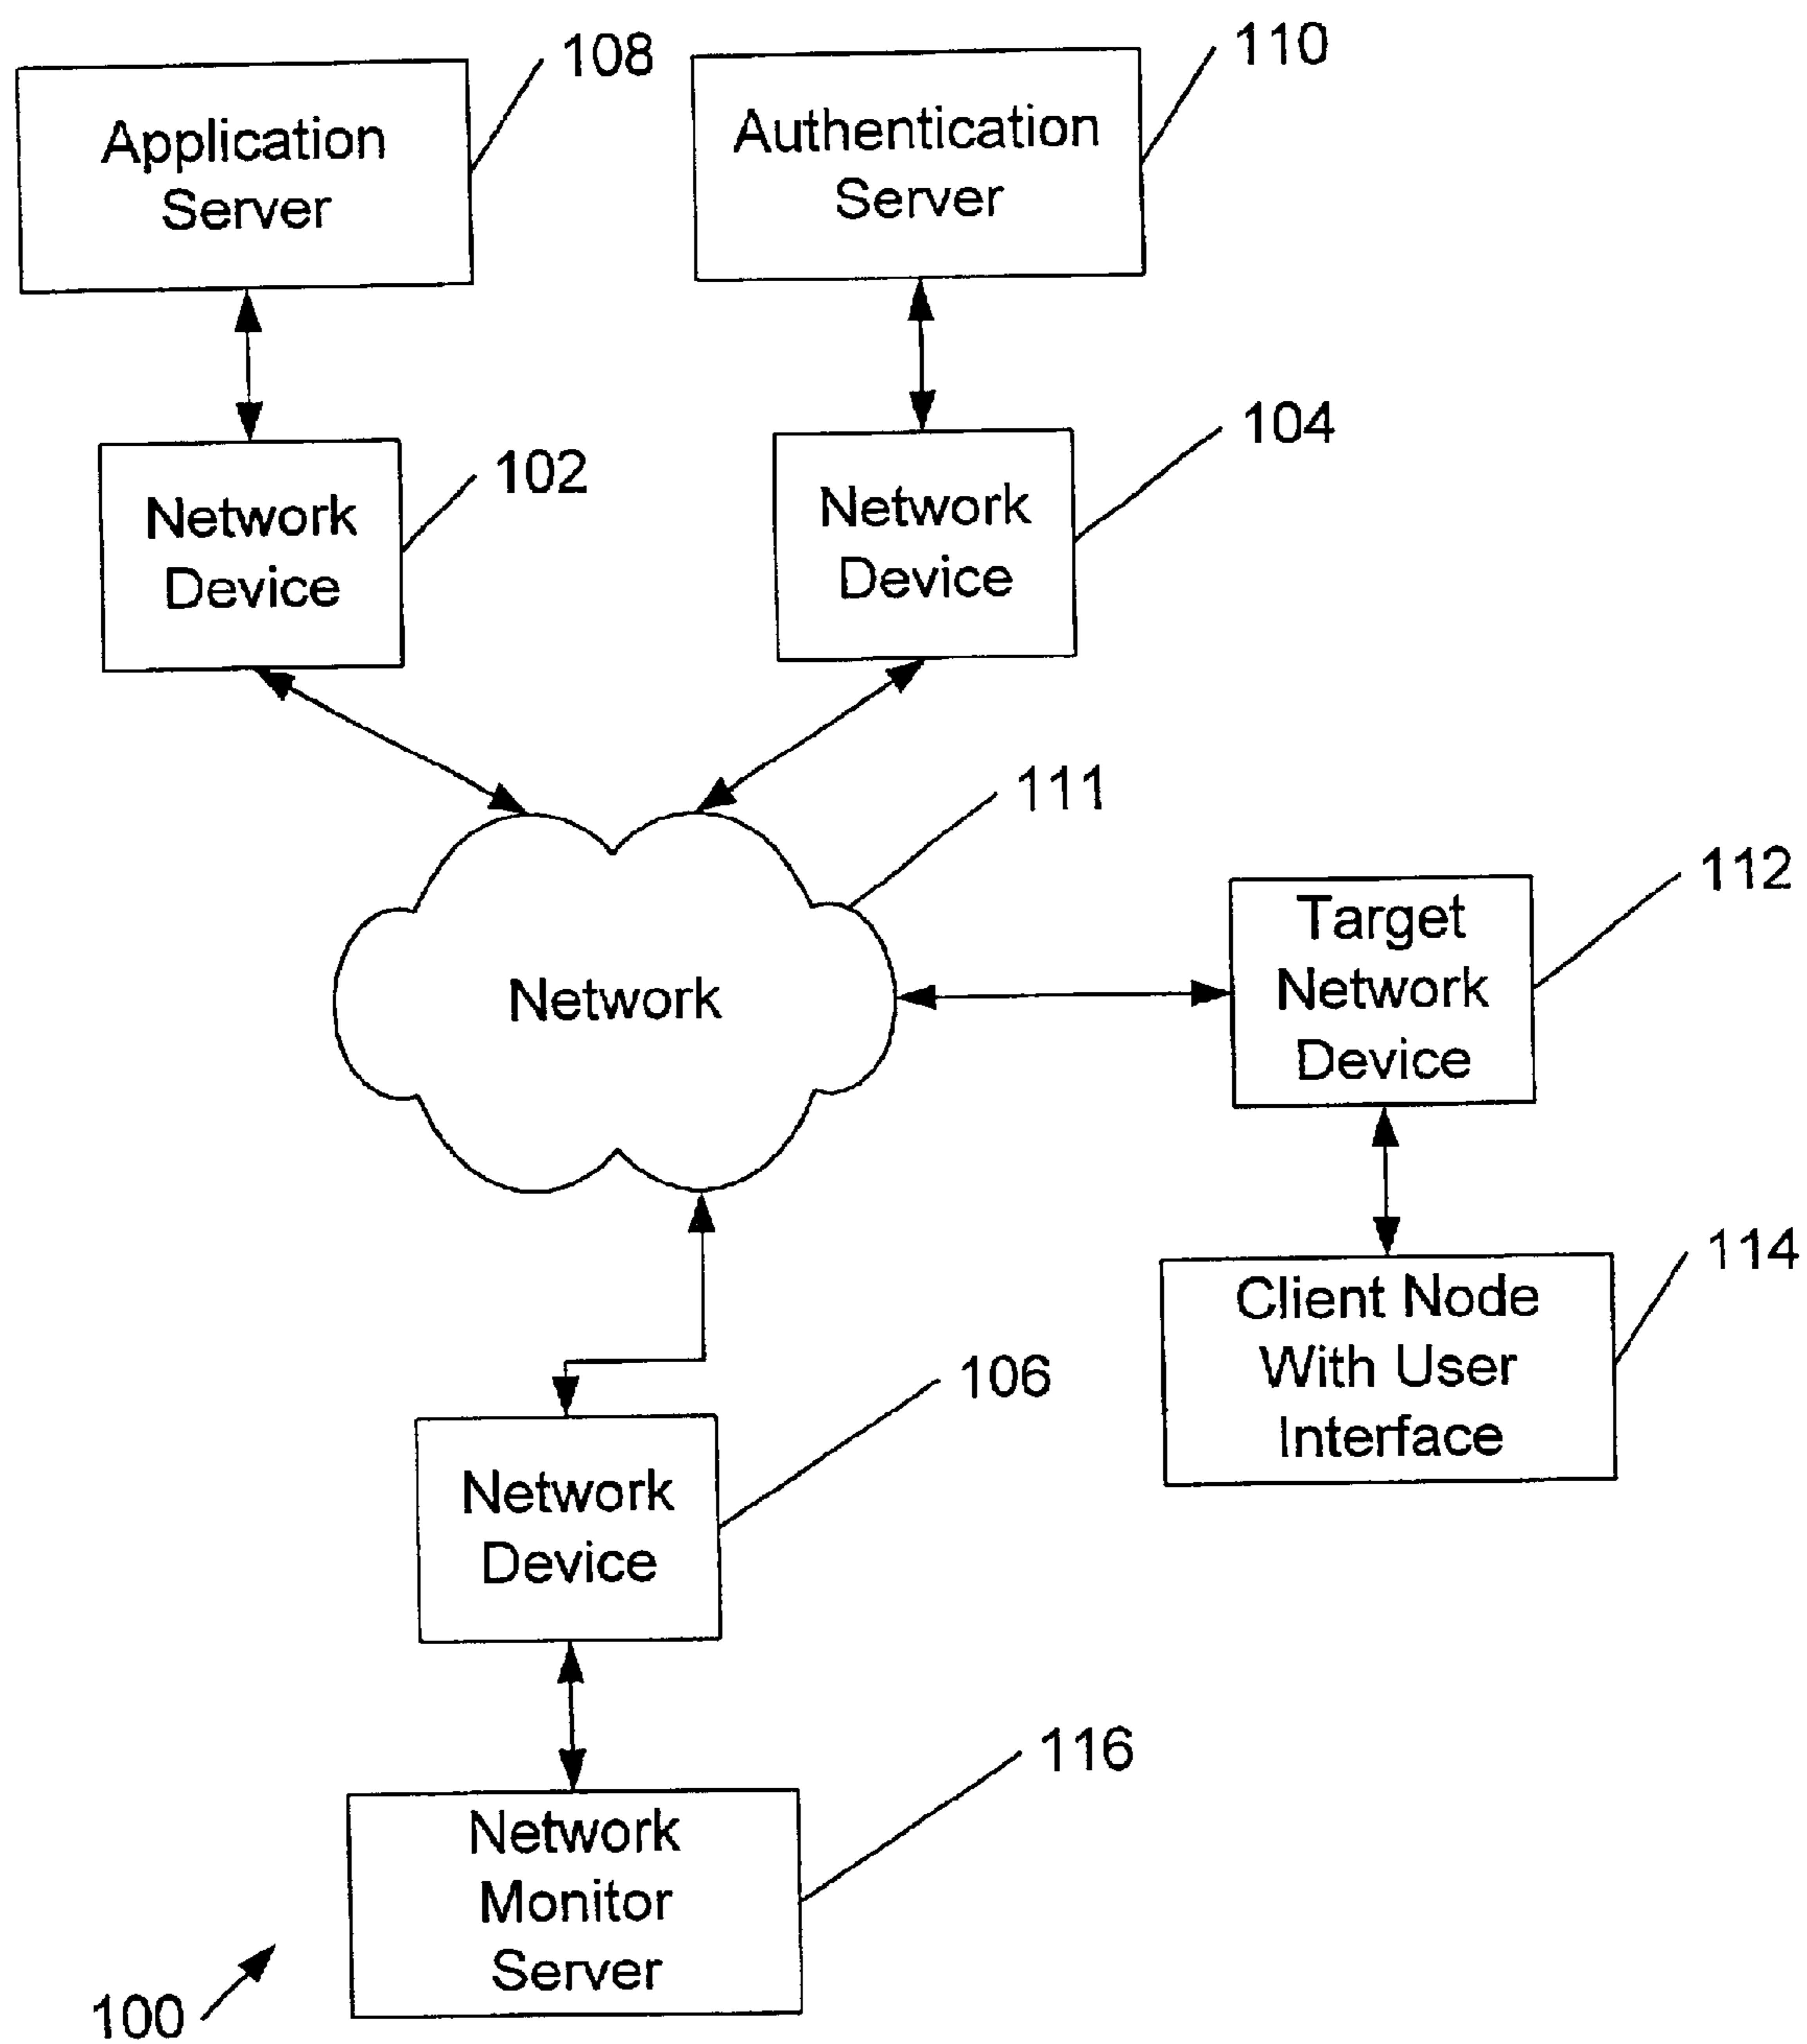 108
110
Application
Server
Authentication
Server
102
104
Network
Device
Network
Device
111
112
Network
Target
Network
Device
114
Client Node
With User
Interface
106
Network
Device
116
Network
Monitor
Server
100